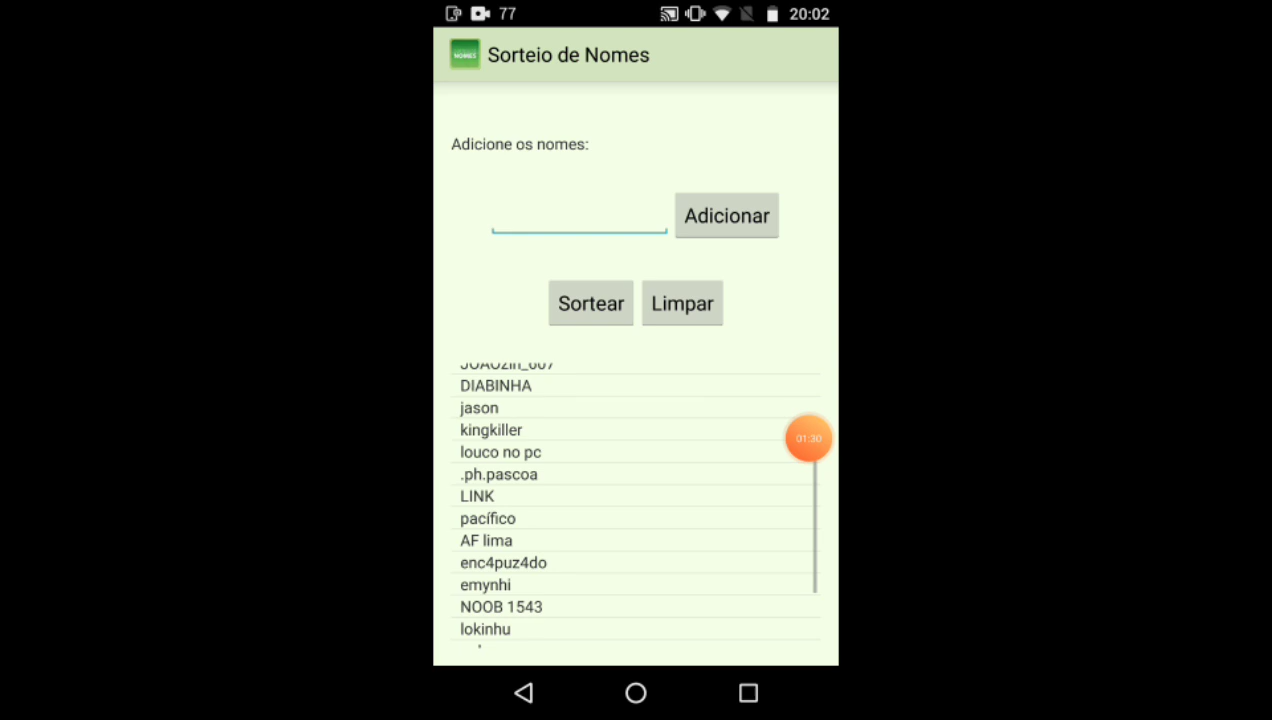 77
20:02
NOMES
Sorteio de Nomes
Adicione os nomes:
Adicionar
Sortear
Limpar
DIABINHA
jason
kingkiller
01:30
louco no pc
.ph.pascoa
LINK
pacífico
AF lima
enc4puz4do
emynhi
NOOB 1543
lokinhu